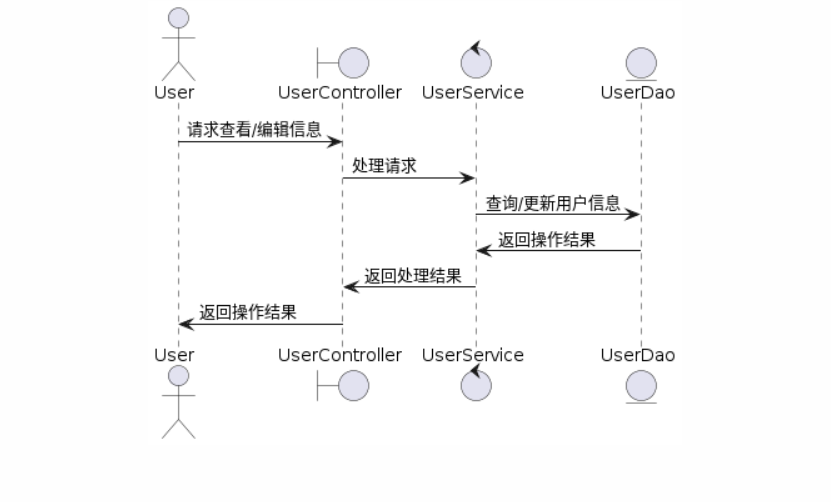 User
UserController
UserService
UserDao
请求查看/编辑信息
处理请求
查询/更新用户信息
返回操作结果
返回处理结果
返回操作结果
User
UserController
UserService
UserDao